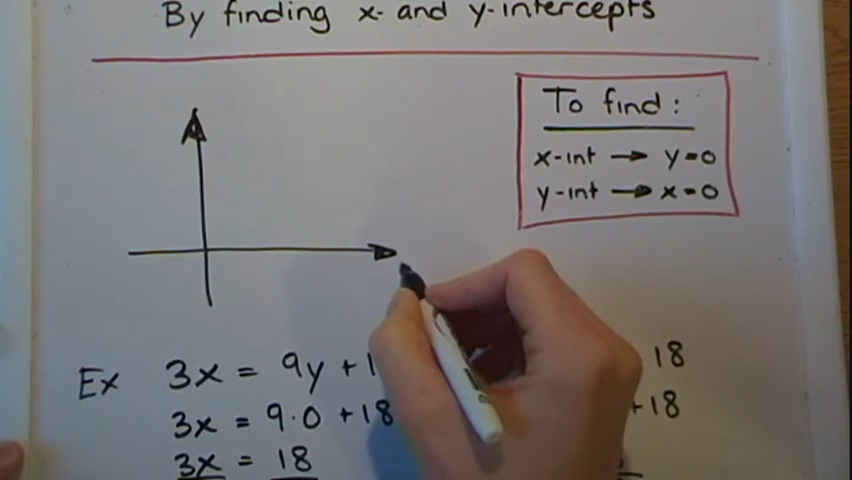 By finding x- and y-intercepts
To find:
x-int → y=0
y-int → x=0
Ex 3x = 9y + 1 18
3x = 9·0 +18 +18
3x = 18